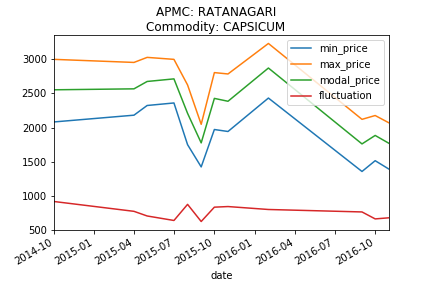 APMC: RATANAGARI
Commodity: CAPSICUM
min_price
max_price
modal_price
fluctuation
3000
2500
2000
1500
1000
500
2014-10
2015-01
2015-04
2015-07
2015-10
2016-01
2016-04
2016-07
2016-10
date